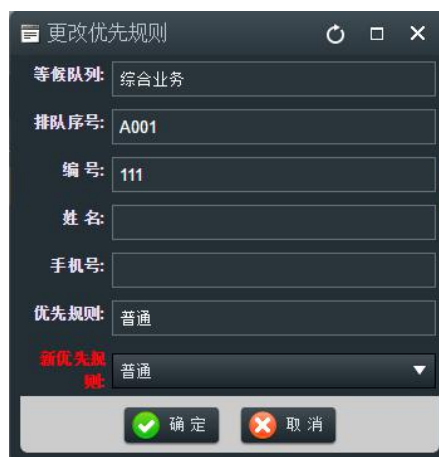 更改优先规则
等候队列: 综合业务
排队序号: A001
编 号: 111
姓 名:
手机号:
优先规则: 普通
新优先规
则: 普通
确 定 取 消